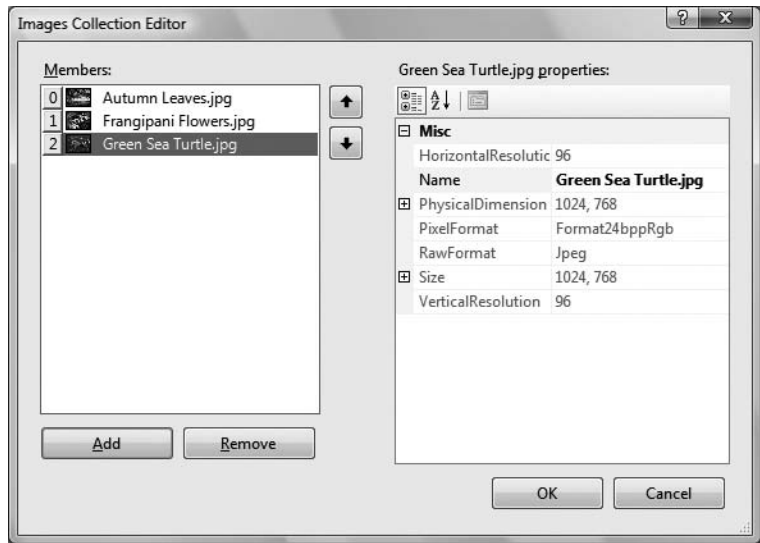 Images Collection Editor
Members:
0 Autumn Leaves.jpg
1 Frangipani Flowers.jpg
2 Green Sea Turtle.jpg
Add Remove
Green Sea Turtle.jpg properties:
Misc
HorizontalResolutic 96
Name Green Sea Turtle.jpg
PhysicalDimension 1024, 768
PixelFormat Format24bppRgb
RawFormat Jpeg
Size 1024, 768
VerticalResolution 96
OK Cancel